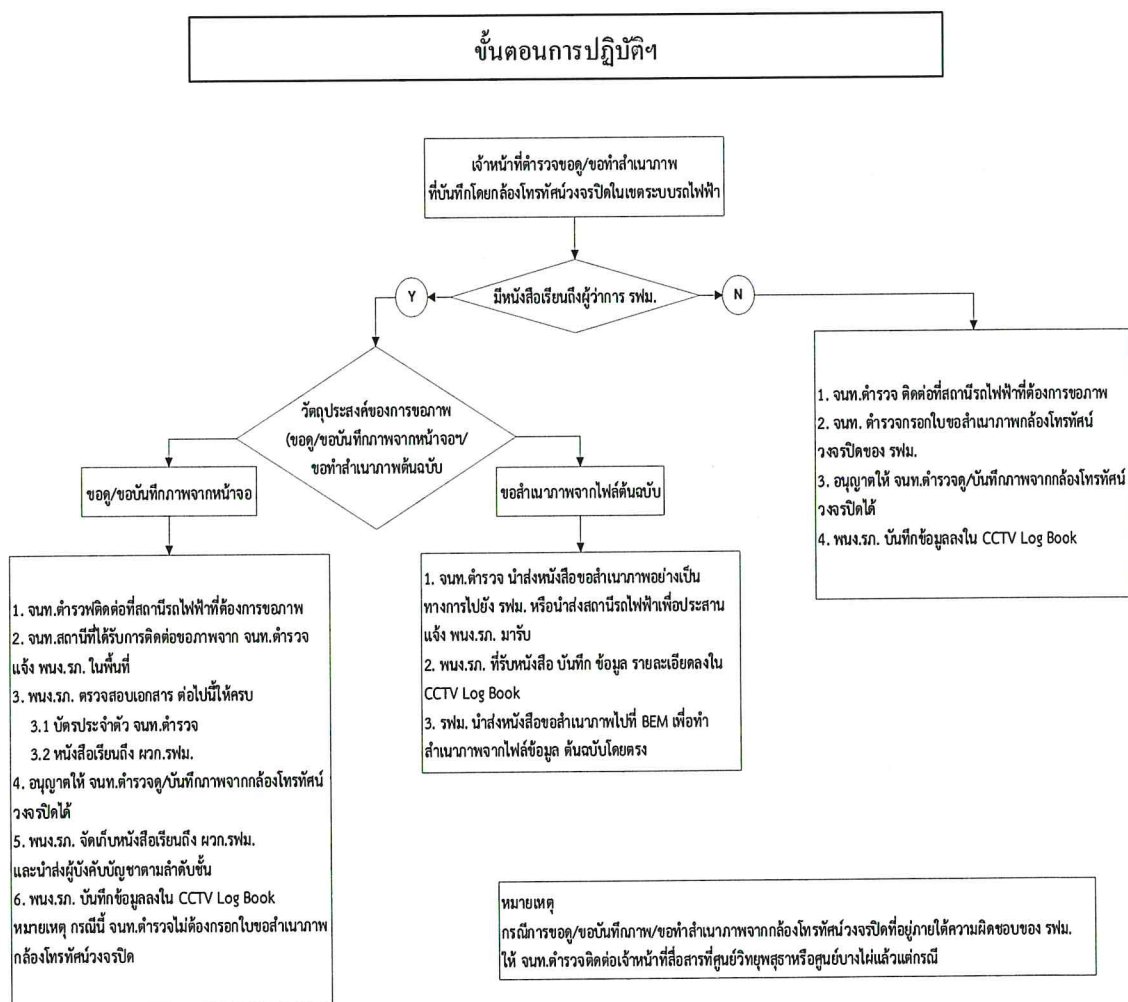 ขั้นตอนการปฏิบัติฯ
เจ้าหน้าที่ตำรวจขอดู/ขอทำสำเนาภาพ
ที่บันทึกโดยกล้องโทรทัศน์วงจรปิดในเขตระบบรถไฟฟ้า
Y
มีหนังสือเรียนถึงผู้ว่าการ รฟม.
N
วัตถุประสงค์ของการขอภาพ
(ขอดู/ขอบันทึกภาพจากหน้าจอฯ/
ขอทำสำเนาภาพต้นฉบับ
ขอดู/ขอบันทึกภาพจากหน้าจอ
ขอสำเนาภาพจากไฟล์ต้นฉบับ
1. จนท.ตำรวจ ติดต่อที่สถานีรถไฟฟ้าที่ต้องการขอภาพ
2. จนท. ตำรวจกรอกใบขอสำเนาภาพกล้องโทรทัศน์
วงจรปิดของ รฟม.
3. อนุญาตให้ จนท.ตำรวจดู/บันทึกภาพจากกล้องโทรทัศน์
วงจรปิดได้
4. พนง.รภ. บันทึกข้อมูลลงใน CCTV Log Book
1. จนท.ตำรวฟติดต่อที่สถานีรถไฟฟ้าที่ต้องการขอภาพ
2. จนท.สถานีที่ได้รับการติดต่อขอภาพจาก จนท.ตำรวจ
แจ้ง พนง.รภ. ในพื้นที่
3. พนง.รภ. ตรวจสอบเอกสาร ต่อไปนี้ให้ครบ
3.1 บัตรประจำตัว จนท.ตำรวจ
3.2 หนังสือเรียนถึง ผวก.รฟม.
4. อนุญาตให้ จนท.ตำรวจดู/บันทึกภาพจากกล้องโทรทัศน์
วงจรปิดได้
5. พนง.รภ. จัดเก็บหนังสือเรียนถึง ผวก.รฟม.
และนำส่งผู้บังคับบัญชาตามลำดับชั้น
6. พนง.รภ. บันทึกข้อมูลลงใน CCTV Log Book
หมายเหตุ กรณีนี้ จนท.ตำรวจไม่ต้องกรอกใบขอสำเนาภาพ
กล้องโทรทัศน์วงจรปิด
1. จนท.ตำรวจ นำส่งหนังสือขอสำเนาภาพอย่างเป็น
ทางการไปยัง รฟม. หรือนำส่งสถานีรถไฟฟ้าเพื่อประสาน
แจ้ง พนง.รภ. มารับ
2. พนง.รภ. ที่รับหนังสือ บันทึก ข้อมูล รายละเอียดลงใน
CCTV Log Book
3. รฟม. นำส่งหนังสือขอสำเนาภาพไปที่ BEM เพื่อทำ
สำเนาภาพจากไฟล์ข้อมูล ต้นฉบับโดยตรง
หมายเหตุ
กรณีการขอดู/ขอบันทึกภาพ/ขอทำสำเนาภาพจากกล้องโทรทัศน์วงจรปิดที่อยู่ภายใต้ความผิดชอบของ รฟม.
ให้ จนท.ตำรวจติดต่อเจ้าหน้าที่สื่อสารที่ศูนย์วิทยุพสุธาหรือศูนย์บางไผ่แล้วแต่กรณี